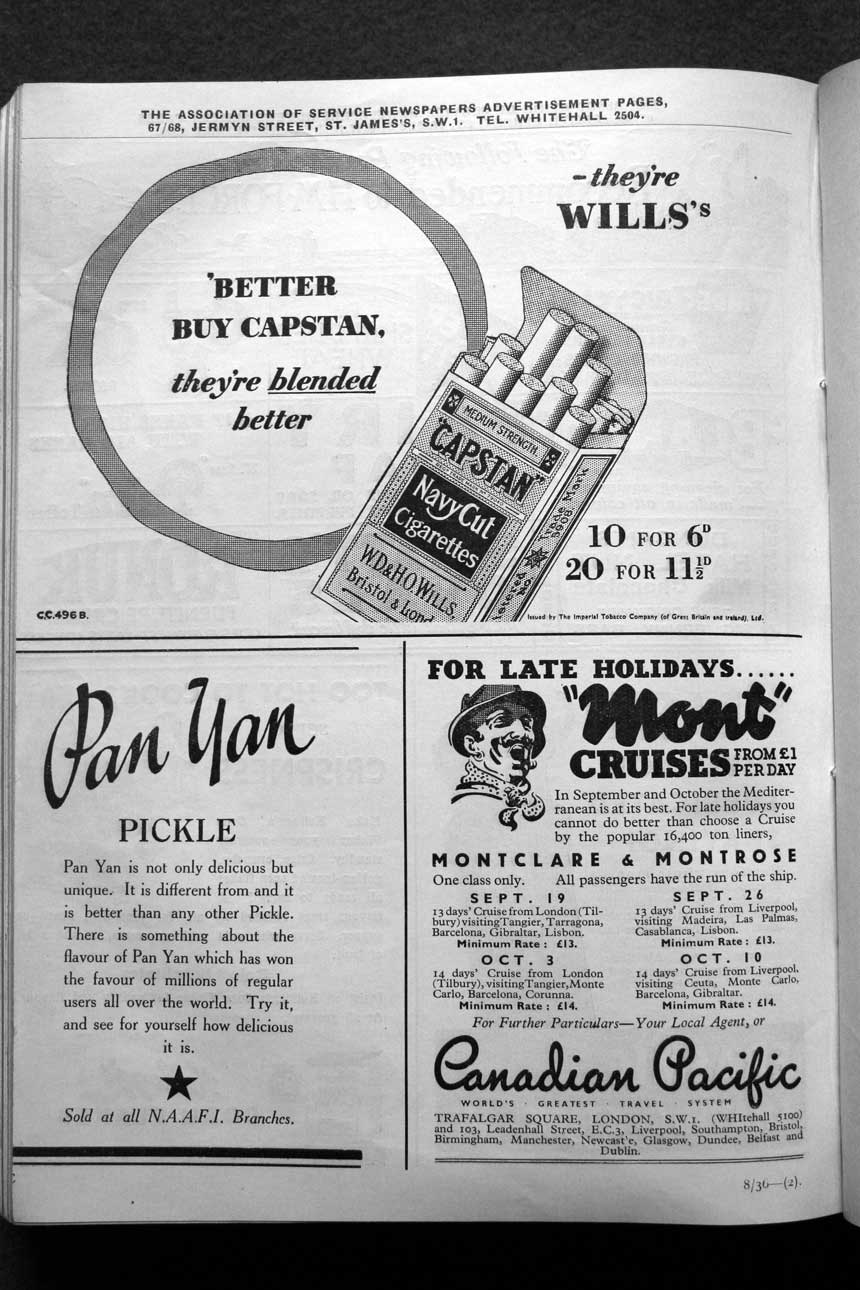 THE ASSOCIATION OF SERVICE NEWSPAPERS ADVERTISEMENT PAGES,
67/68, JERMYN STREET, ST. JAMES'S, S.W.1. TEL. WHITEHALL 2504.
'BETTER
BUY CAPSTAN,
they're blended
better
- they're
WILLS'S
MEDIUM STRENGTH.
"CAPSTAN"
Navy Cut
Cigarettes
W.D.& H.O. WILLS,
Bristol & Lon
Trade Mark
10 FOR 6D
20 FOR 11½D
C.C.496 B.
Issued by The Imperial Tobacco Company (of Great Britain and Ireland), Ltd.
Pan Yan
PICKLE
Pan Yan is not only delicious but
unique. It is different from and it
is better than any other Pickle.
There is something about the
flavour of Pan Yan which has won
the favour of millions of regular
users all over the world. Try it,
and see for yourself how delicious
it is.
Sold at all N.A.A.F.I. Branches.
FOR LATE HOLIDAYS......
"Mont"
CRUISES FROM £1
PER DAY
In September and October the Mediter-
ranean is at its best. For late holidays you
cannot do better than choose a Cruise
by the popular 16,400 ton liners,
MONTCLARE & MONTROSE
One class only. All passengers have the run of the ship.
SEPT. 19
13 days' Cruise from London (Til-
bury) visiting Tangier, Tarragona,
Barcelona, Gibraltar, Lisbon.
Minimum Rate : £13.
OCT. 3
14 days' Cruise from London
(Tilbury), visiting Tangier, Monte
Carlo, Barcelona, Corunna.
Minimum Rate : £14.
SEPT. 26
13 days' Cruise from Liverpool,
visiting Madeira, Las Palmas,
Casablanca, Lisbon.
Minimum Rate : £13.
OCT. 10
14 days' Cruise from Liverpool,
visiting Ceuta, Monte Carlo,
Barcelona, Gibraltar.
Minimum Rate : £14.
For Further Particulars—Your Local Agent, or
Canadian Pacific
WORLD'S · GREATEST · TRAVEL · SYSTEM
TRAFALGAR SQUARE, LONDON, S.W.1. (WHItehall 5100)
and 103, Leadenhall Street, E.C.3, Liverpool, Southampton, Bristol,
Birmingham, Manchester, Newcast'e, Glasgow, Dundee, Belfast and
Dublin.
8/36—(2).